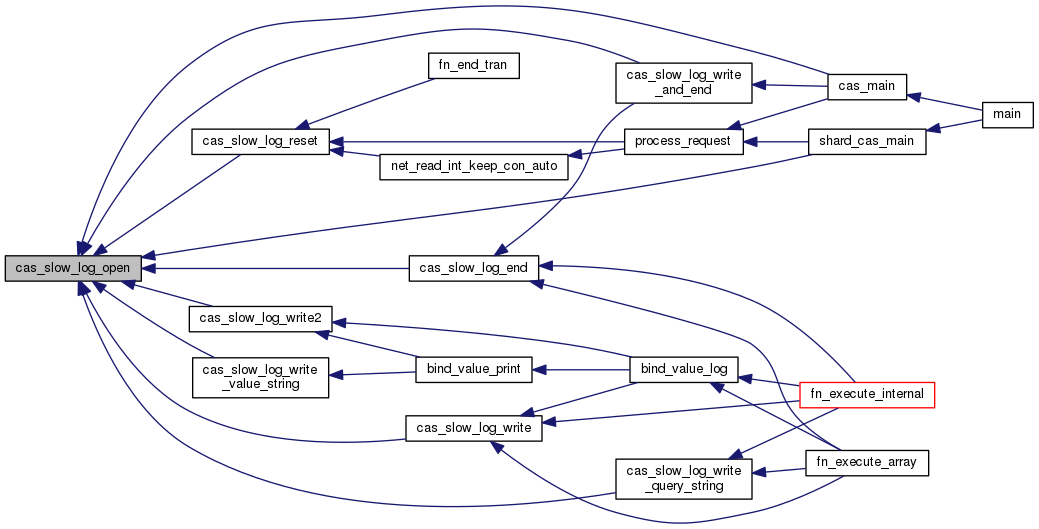 cas_slow_log_open
cas_slow_log_reset
fn_end_tran
net_read_int_keep_con_auto
cas_slow_log_write
_and_end
process_request
cas_main
shard_cas_main
main
cas_slow_log_end
cas_slow_log_write2
cas_slow_log_write
_value_string
bind_value_print
cas_slow_log_write
bind_value_log
cas_slow_log_write
_query_string
fn_execute_internal
fn_execute_array